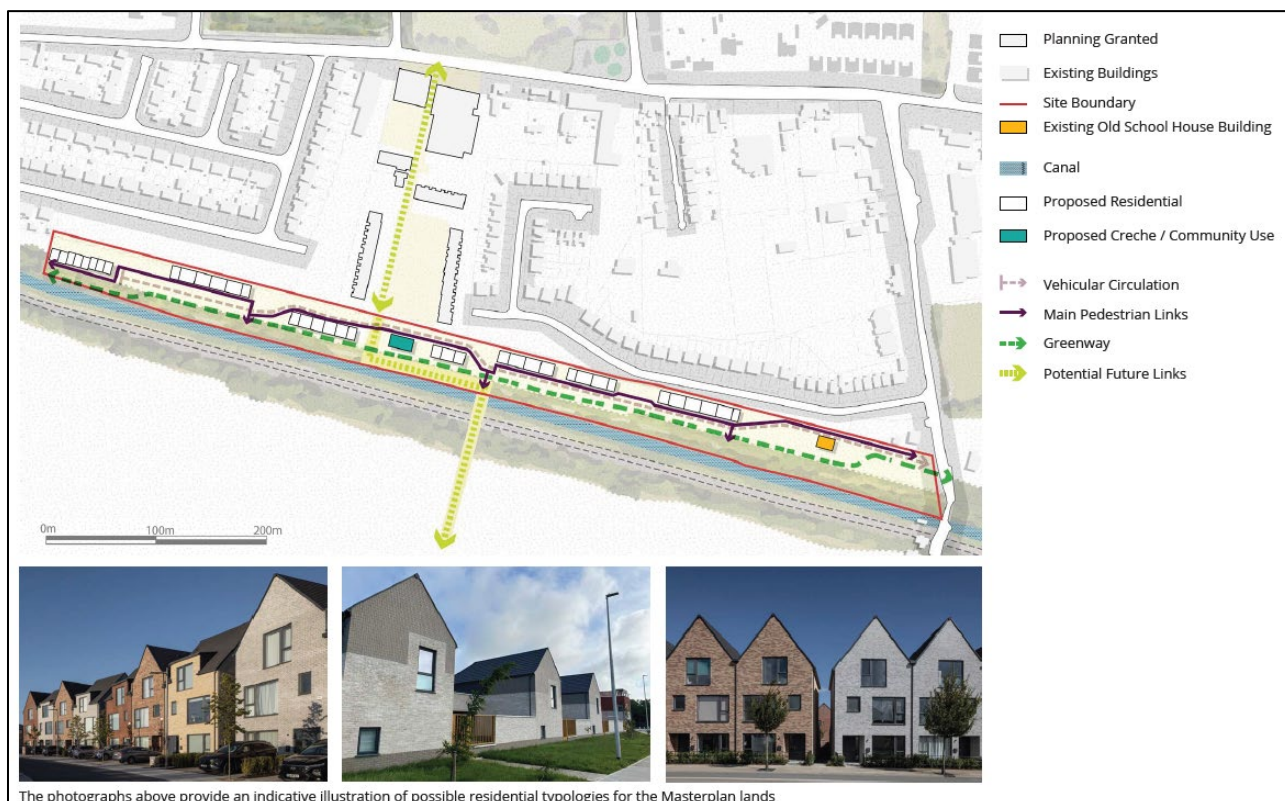 Planning Granted
Existing Buildings
Site Boundary
Existing Old School House Building
Canal
Proposed Residential
Proposed Creche / Community Use
Vehicular Circulation
Main Pedestrian Links
Greenway
Potential Future Links
0m 100m 200m
The photographs above provide an indicative illustration of possible residential typologies for the Masterplan lands